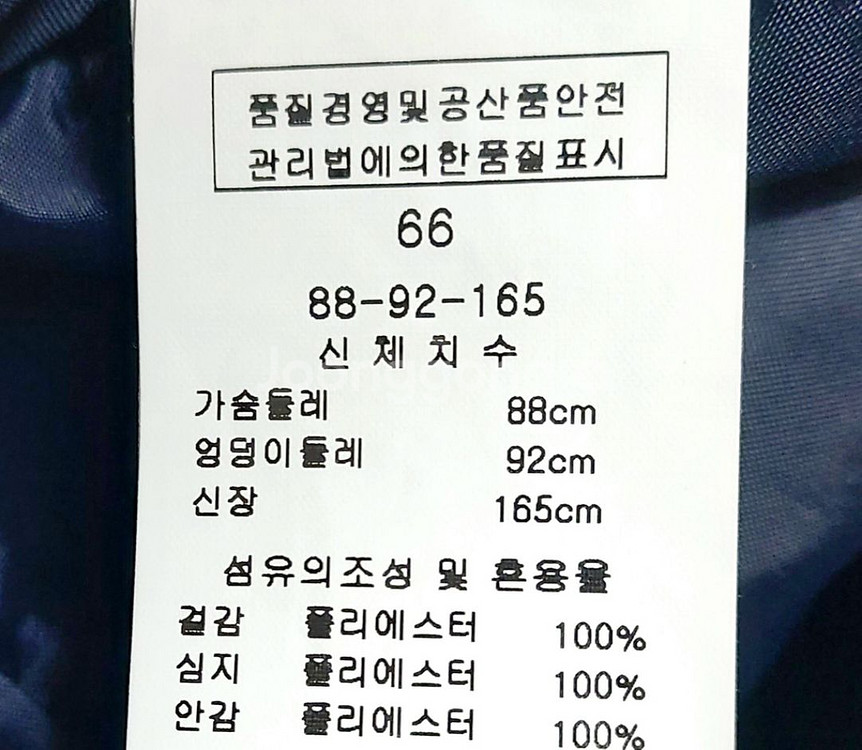 품질경영및공산품안전
관리법에의한품질표시
66
88-92-165
신체치수
가슴둘레 88cm
엉덩이둘레 92cm
신장 165cm
섬유의조성 및 혼용율
겉감 폴리에스터 100%
심지 폴리에스터 100%
안감 폴리에스터 100%